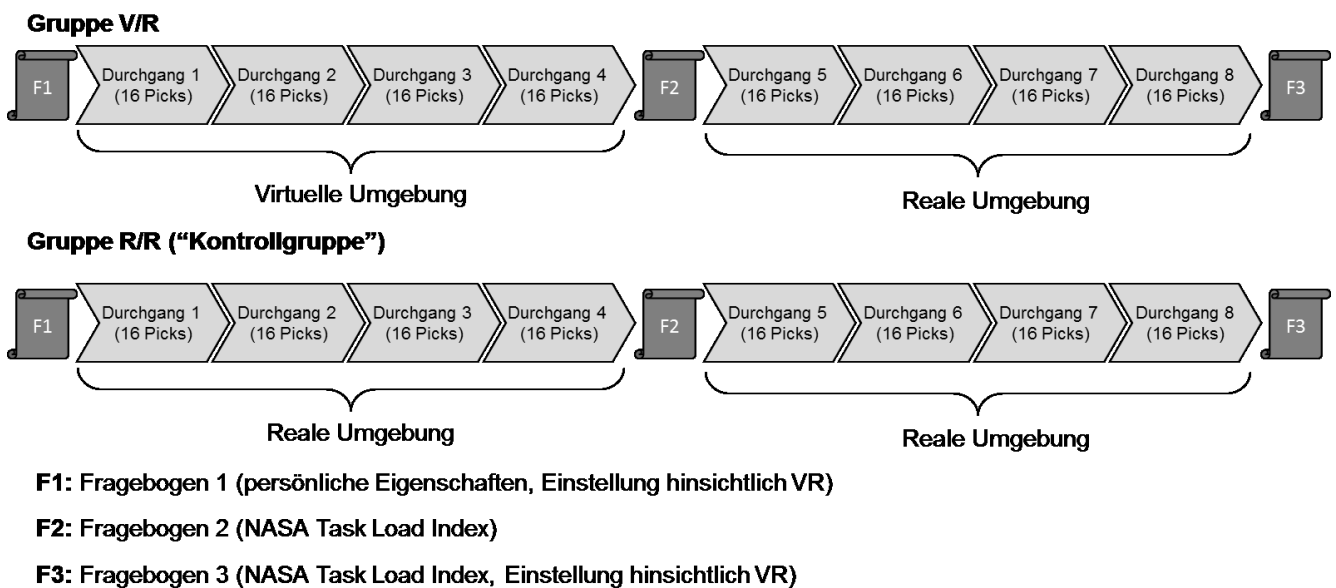 Gruppe V/R
F1
Durchgang 1
(16 Picks)
Durchgang 2
(16 Picks)
Durchgang 3
(16 Picks)
Durchgang 4
(16 Picks)
F2
Durchgang 5
(16 Picks)
Durchgang 6
(16 Picks)
Durchgang 7
(16 Picks)
Durchgang 8
(16 Picks)
F3
Virtuelle Umgebung
Reale Umgebung
Gruppe R/R (“Kontrollgruppe”)
F1
Durchgang 1
(16 Picks)
Durchgang 2
(16 Picks)
Durchgang 3
(16 Picks)
Durchgang 4
(16 Picks)
F2
Durchgang 5
(16 Picks)
Durchgang 6
(16 Picks)
Durchgang 7
(16 Picks)
Durchgang 8
(16 Picks)
F3
Reale Umgebung
Reale Umgebung
F1: Fragebogen 1 (persönliche Eigenschaften, Einstellung hinsichtlich VR)
F2: Fragebogen 2 (NASA Task Load Index)
F3: Fragebogen 3 (NASA Task Load Index, Einstellung hinsichtlich VR)